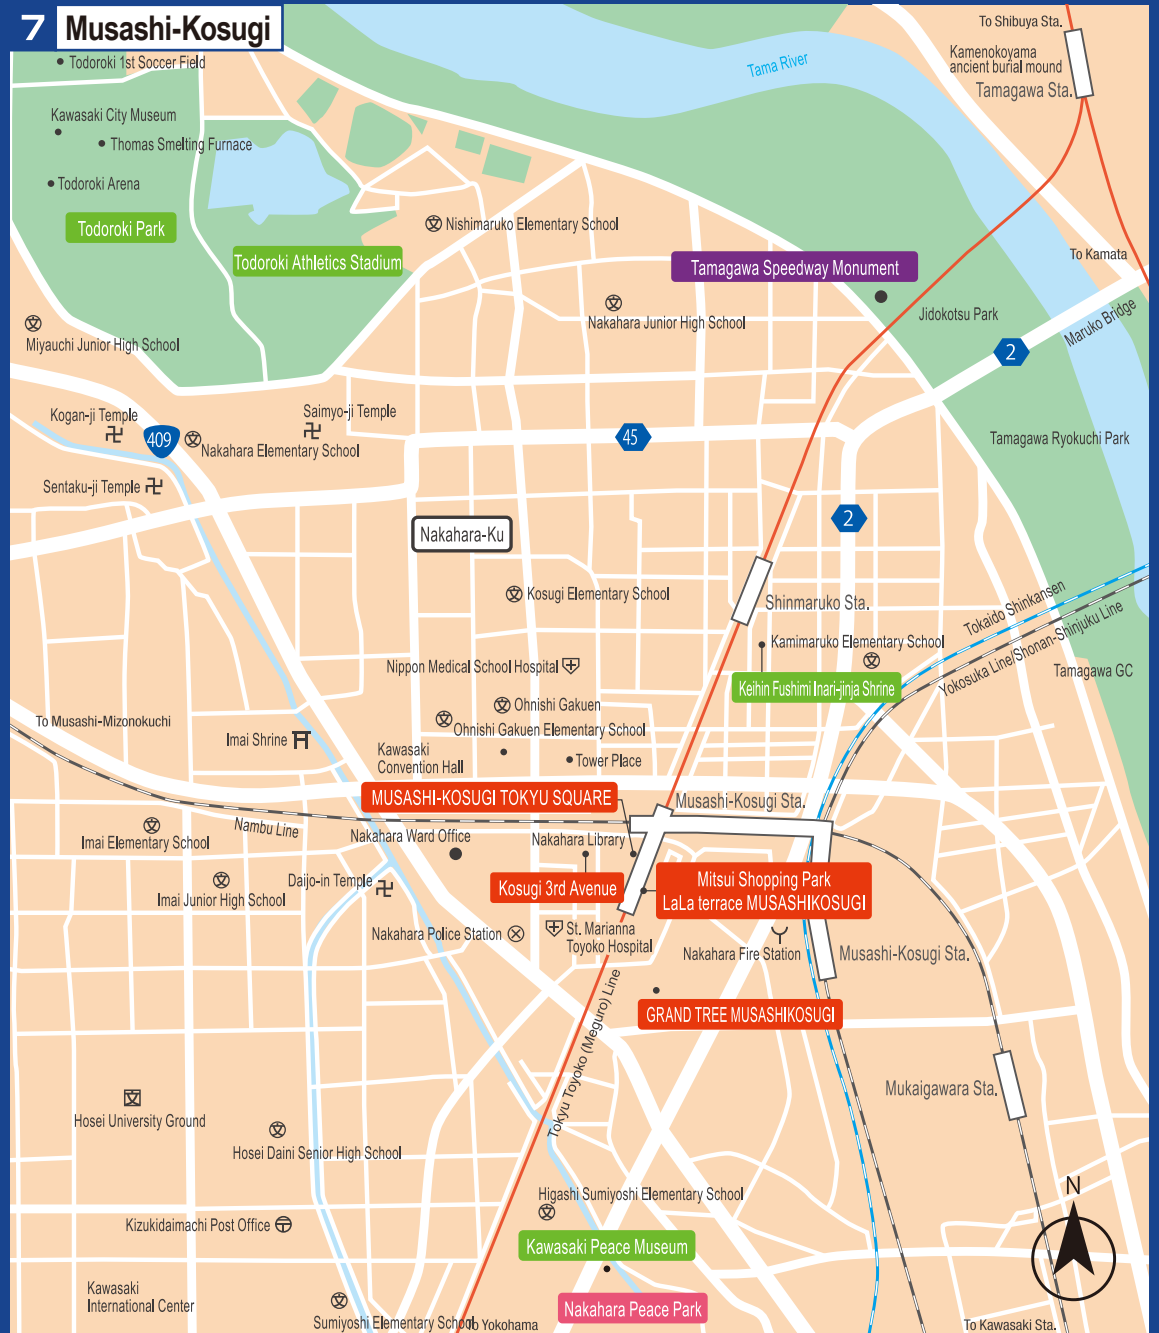 7 Musashi-Kosugi
To Shibuya Sta.
Todoroki 1st Soccer Field
Tama River
Kamenokoyama
ancient burial mound
Tamagawa Sta.
Kawasaki City Museum
Thomas Smelting Furnace
Todoroki Arena
Todoroki Park
Nishimaruko Elementary School
Todoroki Athletics Stadium
Tamagawa Speedway Monument
To Kamata
Jidokotsu Park
Maruko Bridge
Nakahara Junior High School
Miyauchi Junior High School
2
Kogan-ji Temple
Saimyo-ji Temple
409
Nakahara Elementary School
45
Tamagawa Ryokuchi Park
Sentaku-ji Temple
2
Nakahara-Ku
Kosugi Elementary School
Shinmaruko Sta.
Tokaido Shinkansen
Yokosuka Line/Shonan-Shinjuku Line
Kamimaruko Elementary School
Nippon Medical School Hospital
Tamagawa GC
Keihin Fushimi Inari-jinja Shrine
Ohnishi Gakuen
To Musashi-Mizonokuchi
Ohnishi Gakuen Elementary School
Imai Shrine
Kawasaki
Convention Hall
Tower Place
MUSASHI-KOSUGI TOKYU SQUARE
Musashi-Kosugi Sta.
Nambu Line
Nakahara Ward Office
Nakahara Library
Imai Elementary School
Daijo-in Temple
Kosugi 3rd Avenue
Mitsui Shopping Park
LaLa terrace MUSASHIKOSUGI
Imai Junior High School
Nakahara Police Station
St. Marianna
Toyoko Hospital
Nakahara Fire Station
Musashi-Kosugi Sta.
GRAND TREE MUSASHIKOSUGI
Tokyu Toyoko (Meguro) Line
Mukaigawara Sta.
Hosei University Ground
Hosei Daini Senior High School
Higashi Sumiyoshi Elementary School
N
Kizukidaimachi Post Office
Kawasaki Peace Museum
Kawasaki
International Center
Nakahara Peace Park
Sumiyoshi Elementary School
To Yokohama
To Kawasaki Sta.